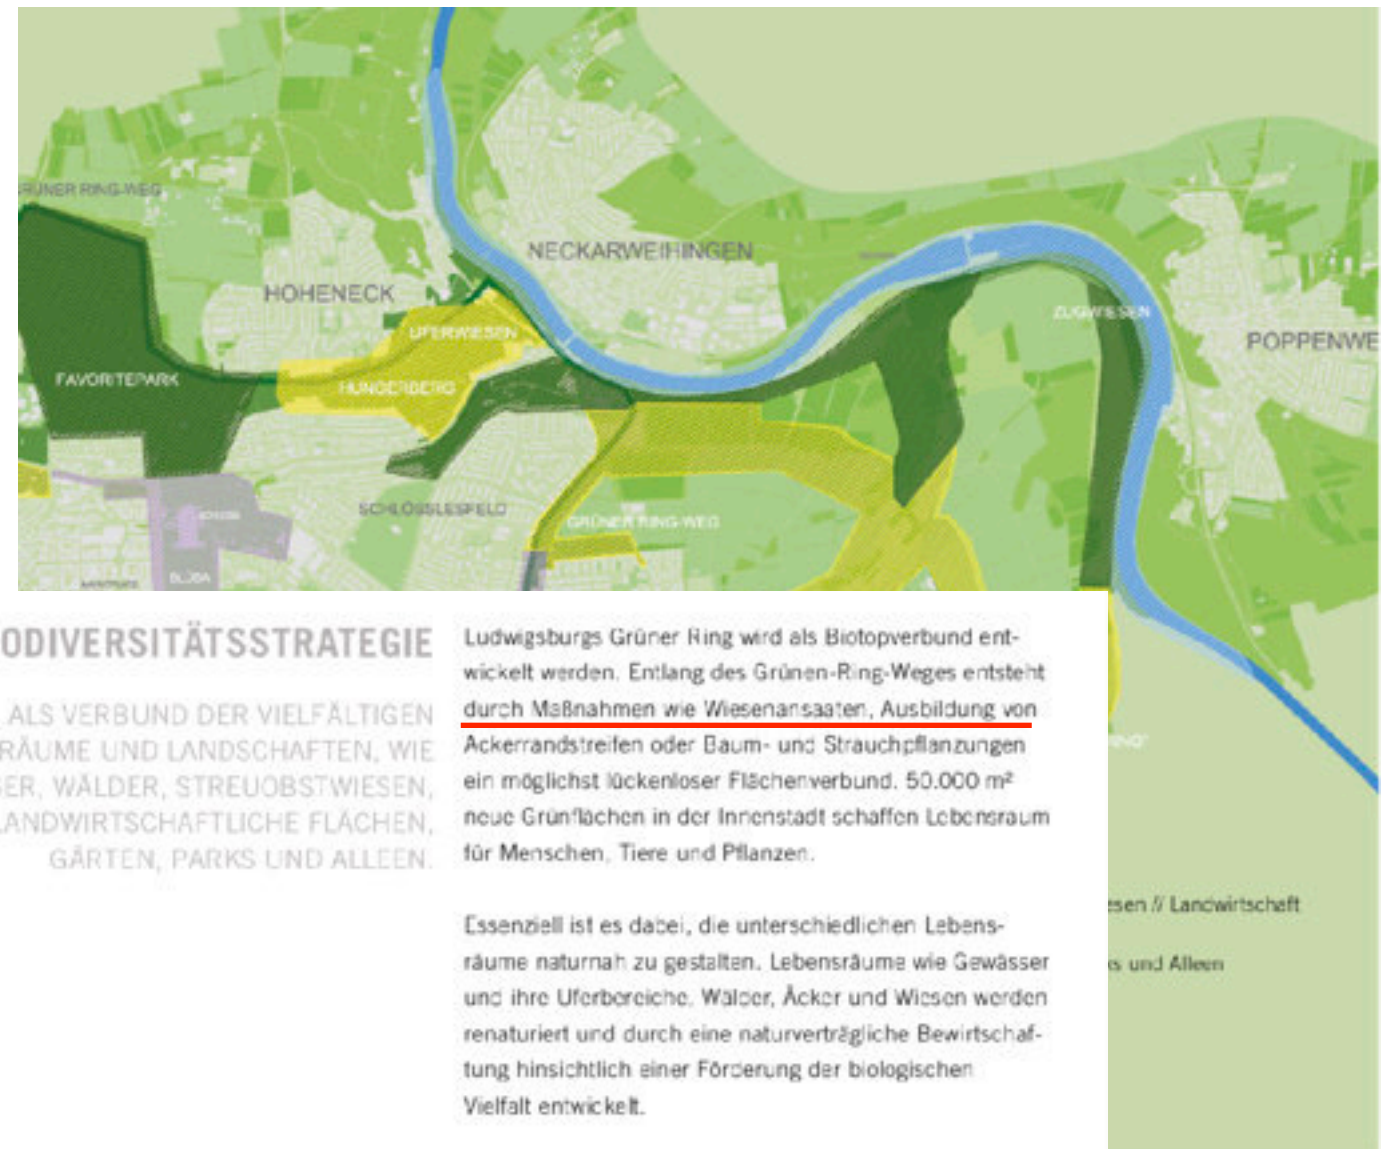 GRÜNER RING-WEG
NECKARWEIHINGEN
HOHENECK
UFERWIESEN
ZUGWIESEN
POPPENWE
FAVORITEPARK
HUNGERBERG
SCHLÖSSLESFELD
GRÜNER RING-WEG
BLÜBA
ODIVERSITÄTSSTRATEGIE
ALS VERBUND DER VIELFÄLTIGEN
RÄUME UND LANDSCHAFTEN, WIE
SER, WÄLDER, STREUOBSTWIESEN,
LANDWIRTSCHAFTLICHE FLÄCHEN,
GÄRTEN, PARKS UND ALLEEN.
Ludwigsburgs Grüner Ring wird als Biotopverbund ent-
wickelt werden. Entlang des Grünen-Ring-Weges entsteht
durch Maßnahmen wie Wiesenansaaten, Ausbildung von
Ackerrandstreifen oder Baum- und Strauchpflanzungen
ein möglichst lückenloser Flächenverbund. 50.000 m²
neue Grünflächen in der Innenstadt schaffen Lebensraum
für Menschen, Tiere und Pflanzen.
Essenziell ist es dabei, die unterschiedlichen Lebens-
räume naturnah zu gestalten. Lebensräume wie Gewässer
und ihre Uferbereiche, Wälder, Äcker und Wiesen werden
renaturiert und durch eine naturverträgliche Bewirtschaf-
tung hinsichtlich einer Förderung der biologischen
Vielfalt entwickelt.
esen // Landwirtschaft
ks und Alleen